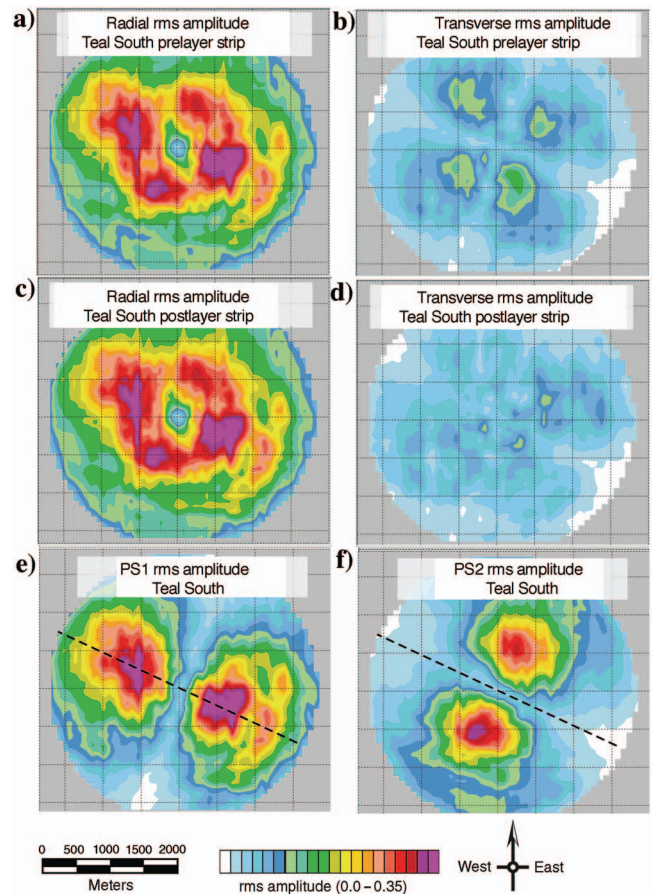 a)
Radial rms amplitude
Teal South prelayer strip
b)
Transverse rms amplitude
Teal South prelayer strip
c)
Radial rms amplitude
Teal South postlayer strip
d)
Transverse rms amplitude
Teal South postlayer strip
e)
PS1 rms amplitude
Teal South
f)
PS2 rms amplitude
Teal South
0 500 1000 1500 2000
Meters
rms amplitude (0.0 – 0.35)
West East